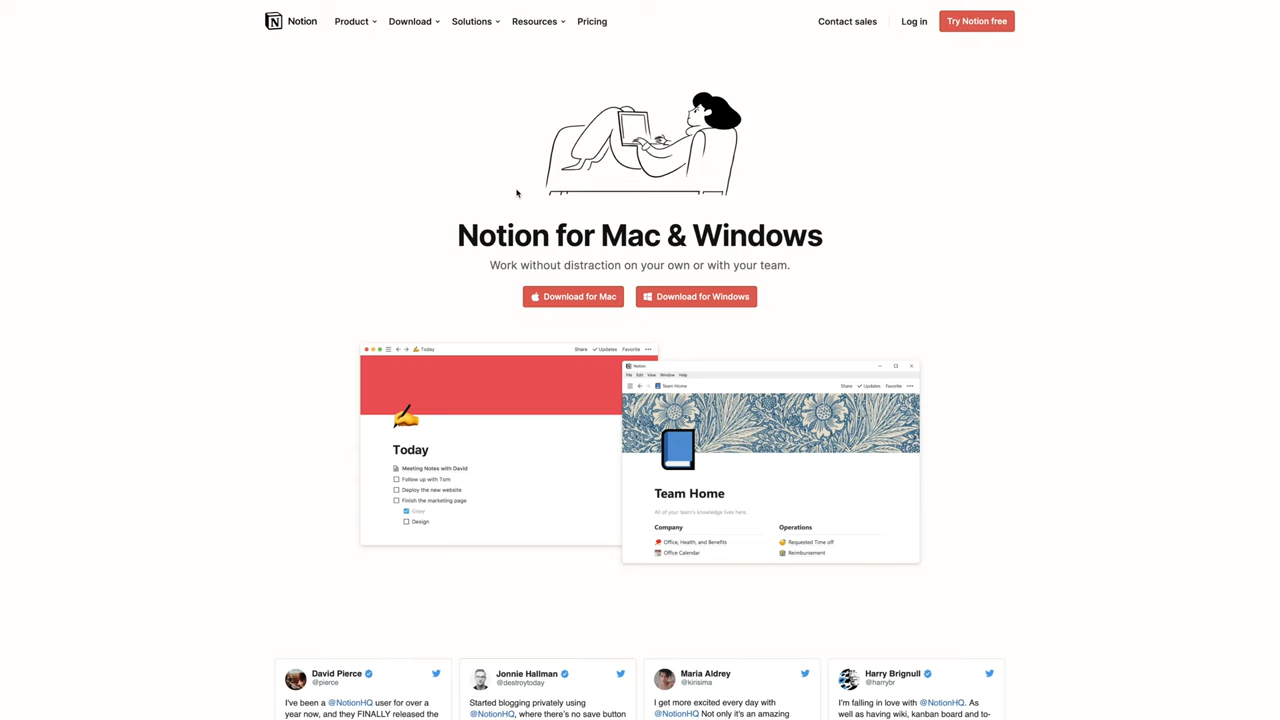 Notion
Product
Download
Solutions
Resources
Pricing
Contact sales
Log in
Try Notion free
Notion for Mac & Windows
Work without distraction on your own or with your team.
Download for Mac
Download for Windows
Today
Share
Updates
Favorite
Today
Meeting Notes with David
Follow up with Tom
Deploy the new website
Finish the marketing page
Copy
Design
Notion
File Edit View Window Help
Team Home
Share
Updates
Favorite
Team Home
All of your team's knowledge lives here.
Company
Office, Health, and Benefits
Office Calendar
Operations
Requested Time off
Reimbursement
David Pierce
@pierce
I've been a @NotionHQ user for over a
year now, and they FINALLY released the
Jonnie Hallman
@destroytoday
Started blogging privately using
@NotionHQ, where there's no save button
Maria Aldrey
@kirisima
I get more excited every day with
@NotionHQ Not only it's an amazing
Harry Brignull
@harrybr
I'm falling in love with @NotionHQ. As
well as having wiki, kanban board and to-